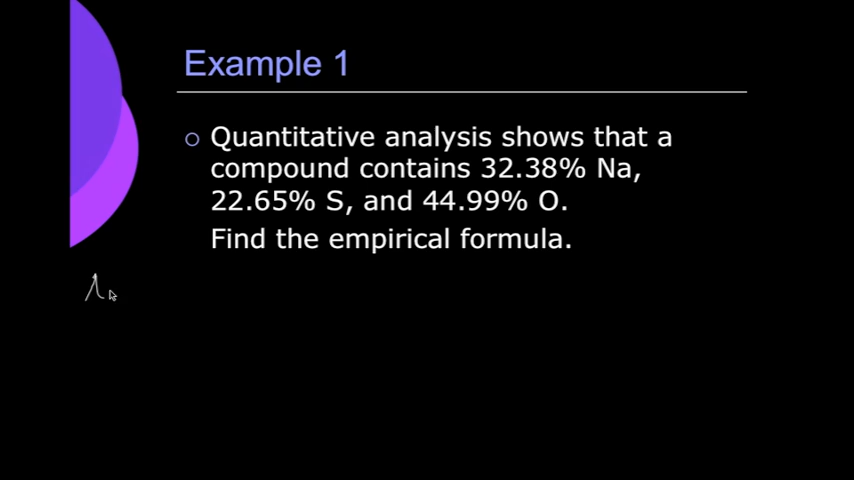 Example 1
Quantitative analysis shows that a
compound contains 32.38% Na,
22.65% S, and 44.99% O.
Find the empirical formula.